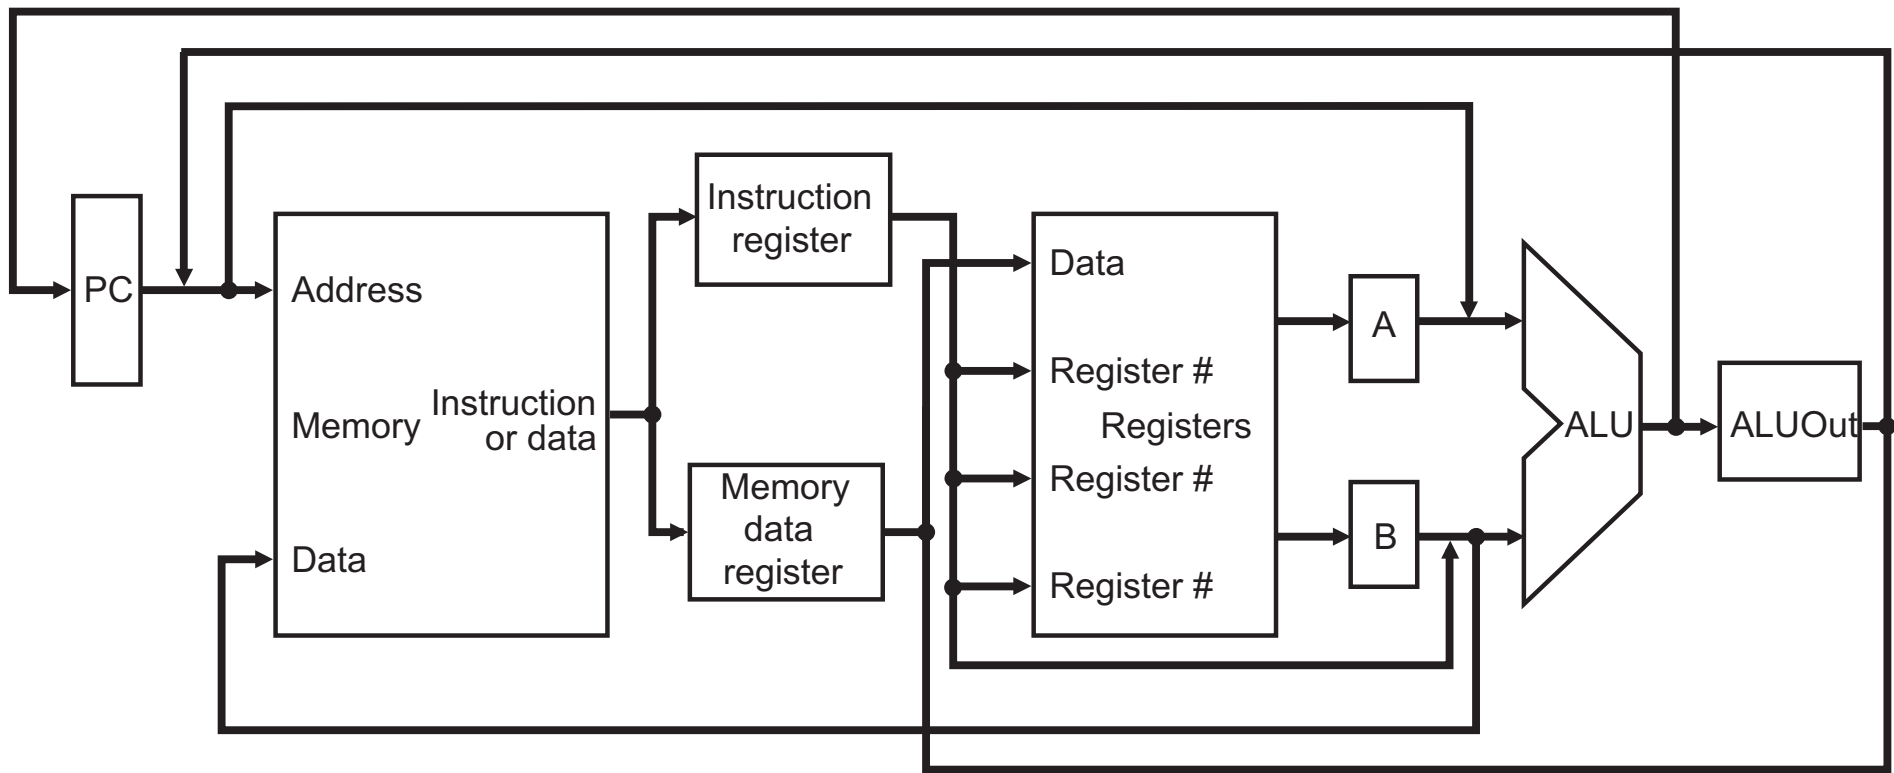 PC
Address
Memory
Instruction
or data
Data
Instruction
register
Memory
data
register
Data
Register #
Registers
Register #
Register #
A
B
ALU
ALUOut